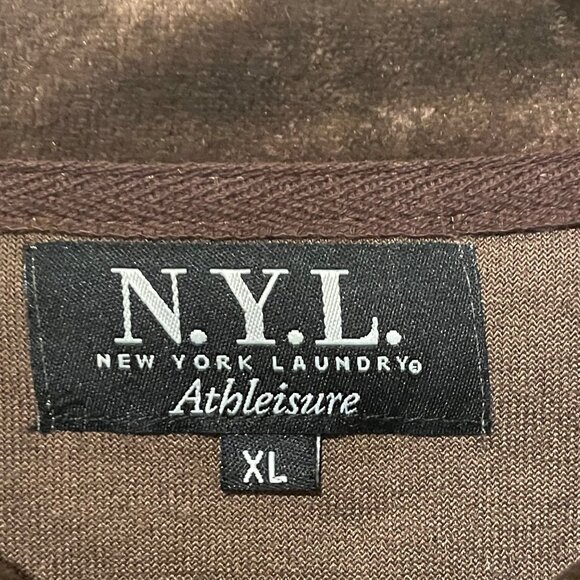 N.Y.L.
NEW YORK LAUNDRY®
Athleisure
XL